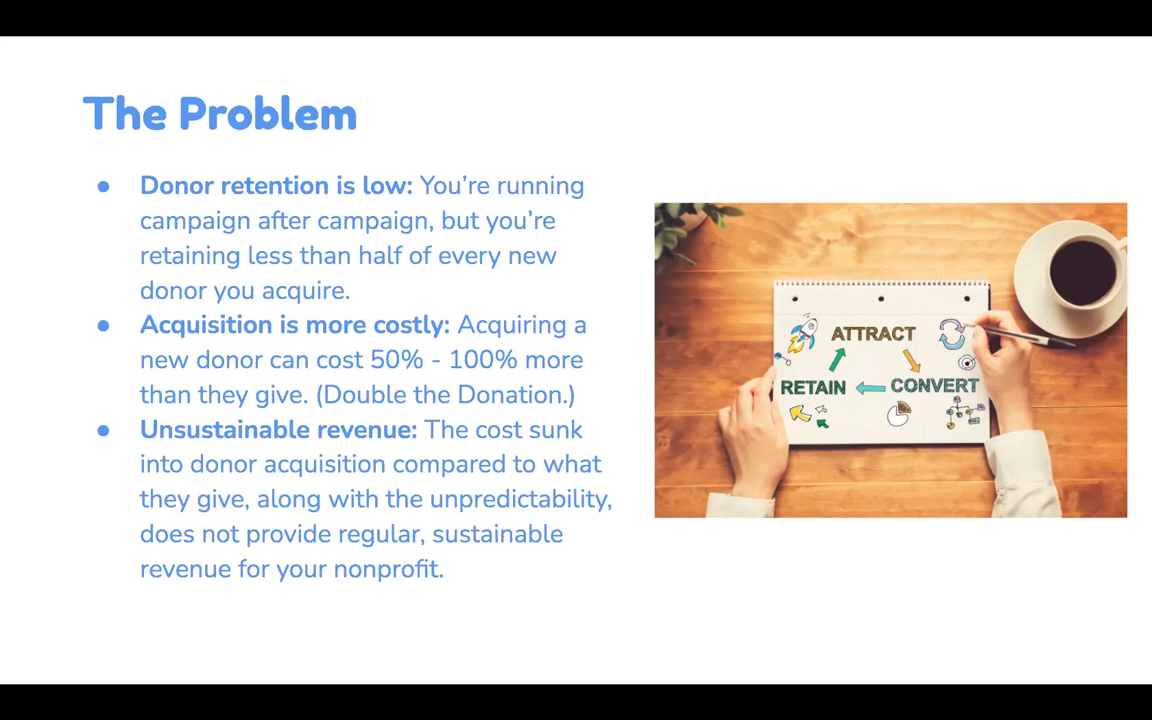 The Problem
● Donor retention is low: You’re running
campaign after campaign, but you’re
retaining less than half of every new
donor you acquire.
● Acquisition is more costly: Acquiring a
new donor can cost 50% - 100% more
than they give. (Double the Donation.)
● Unsustainable revenue: The cost sunk
into donor acquisition compared to what
they give, along with the unpredictability,
does not provide regular, sustainable
revenue for your nonprofit.
ATTRACT
RETAIN
CONVERT